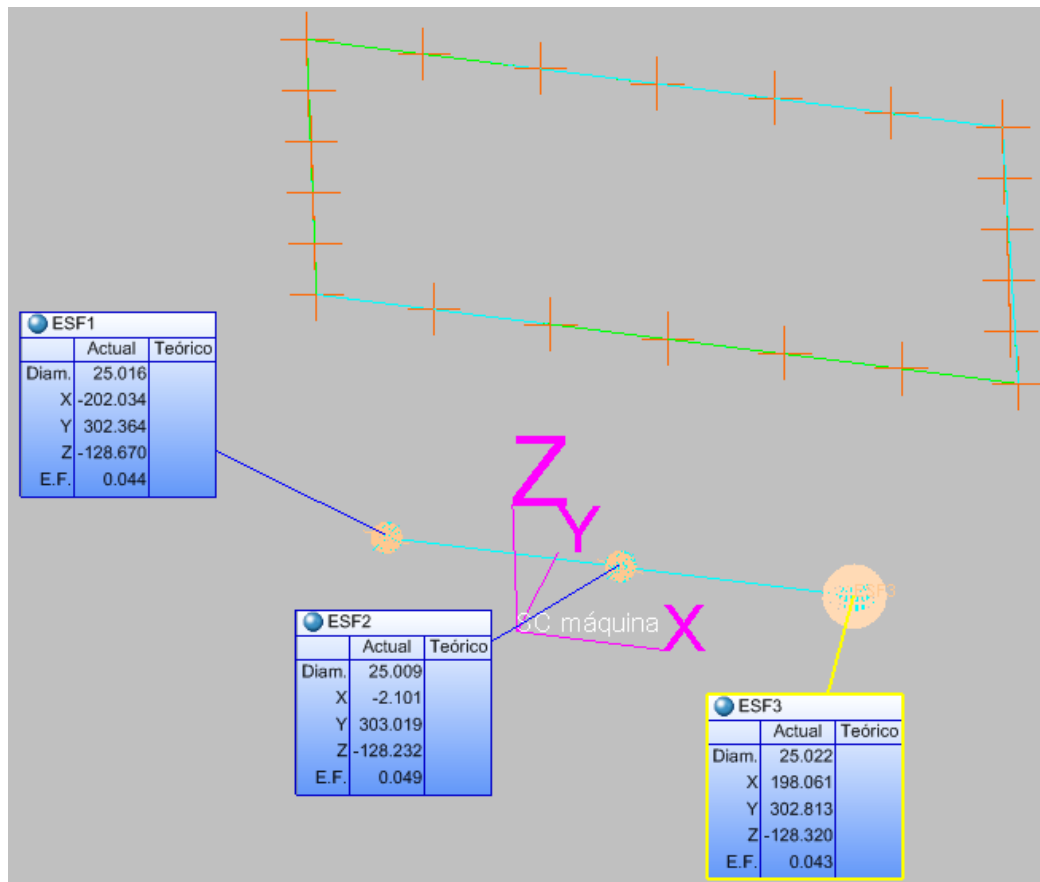 ESF1
Actual Teórico
Diam. 25.016
X -202.034
Y 302.364
Z -128.670
E.F. 0.044
Z
Y
SC máquina X
ESF3
ESF2
Actual Teórico
Diam. 25.009
X -2.101
Y 303.019
Z -128.232
E.F. 0.049
ESF3
Actual Teórico
Diam. 25.022
X 198.061
Y 302.813
Z -128.320
E.F. 0.043